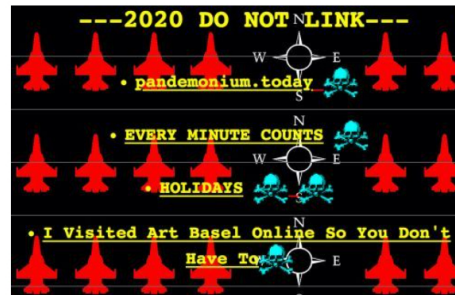 ---2020 DO NOT LINK---
N
W E
• pandemonium.today
S
N
• EVERY MINUTE COUNTS
W E
• HOLIDAYS
S
N
• I Visited Art Basel Online So You Don't
Have To
E